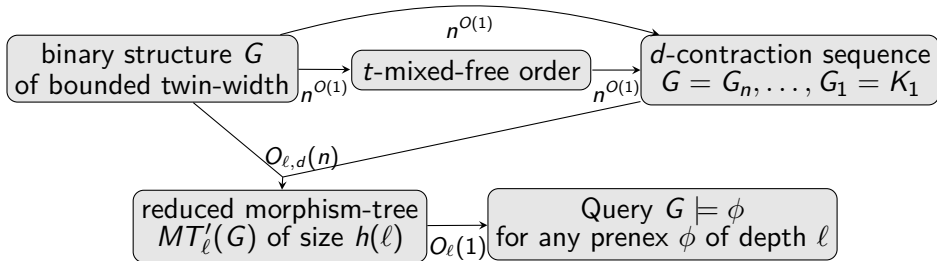 n^{O(1)}
binary structure G
of bounded twin-width
n^{O(1)}
t-mixed-free order
n^{O(1)}
d-contraction sequence
G = G_n, . . . , G_1 = K_1
O_{ℓ,d}(n)
reduced morphism-tree
MT'_ℓ(G) of size h(ℓ)
O_ℓ(1)
Query G ⊨ ϕ
for any prenex ϕ of depth ℓ